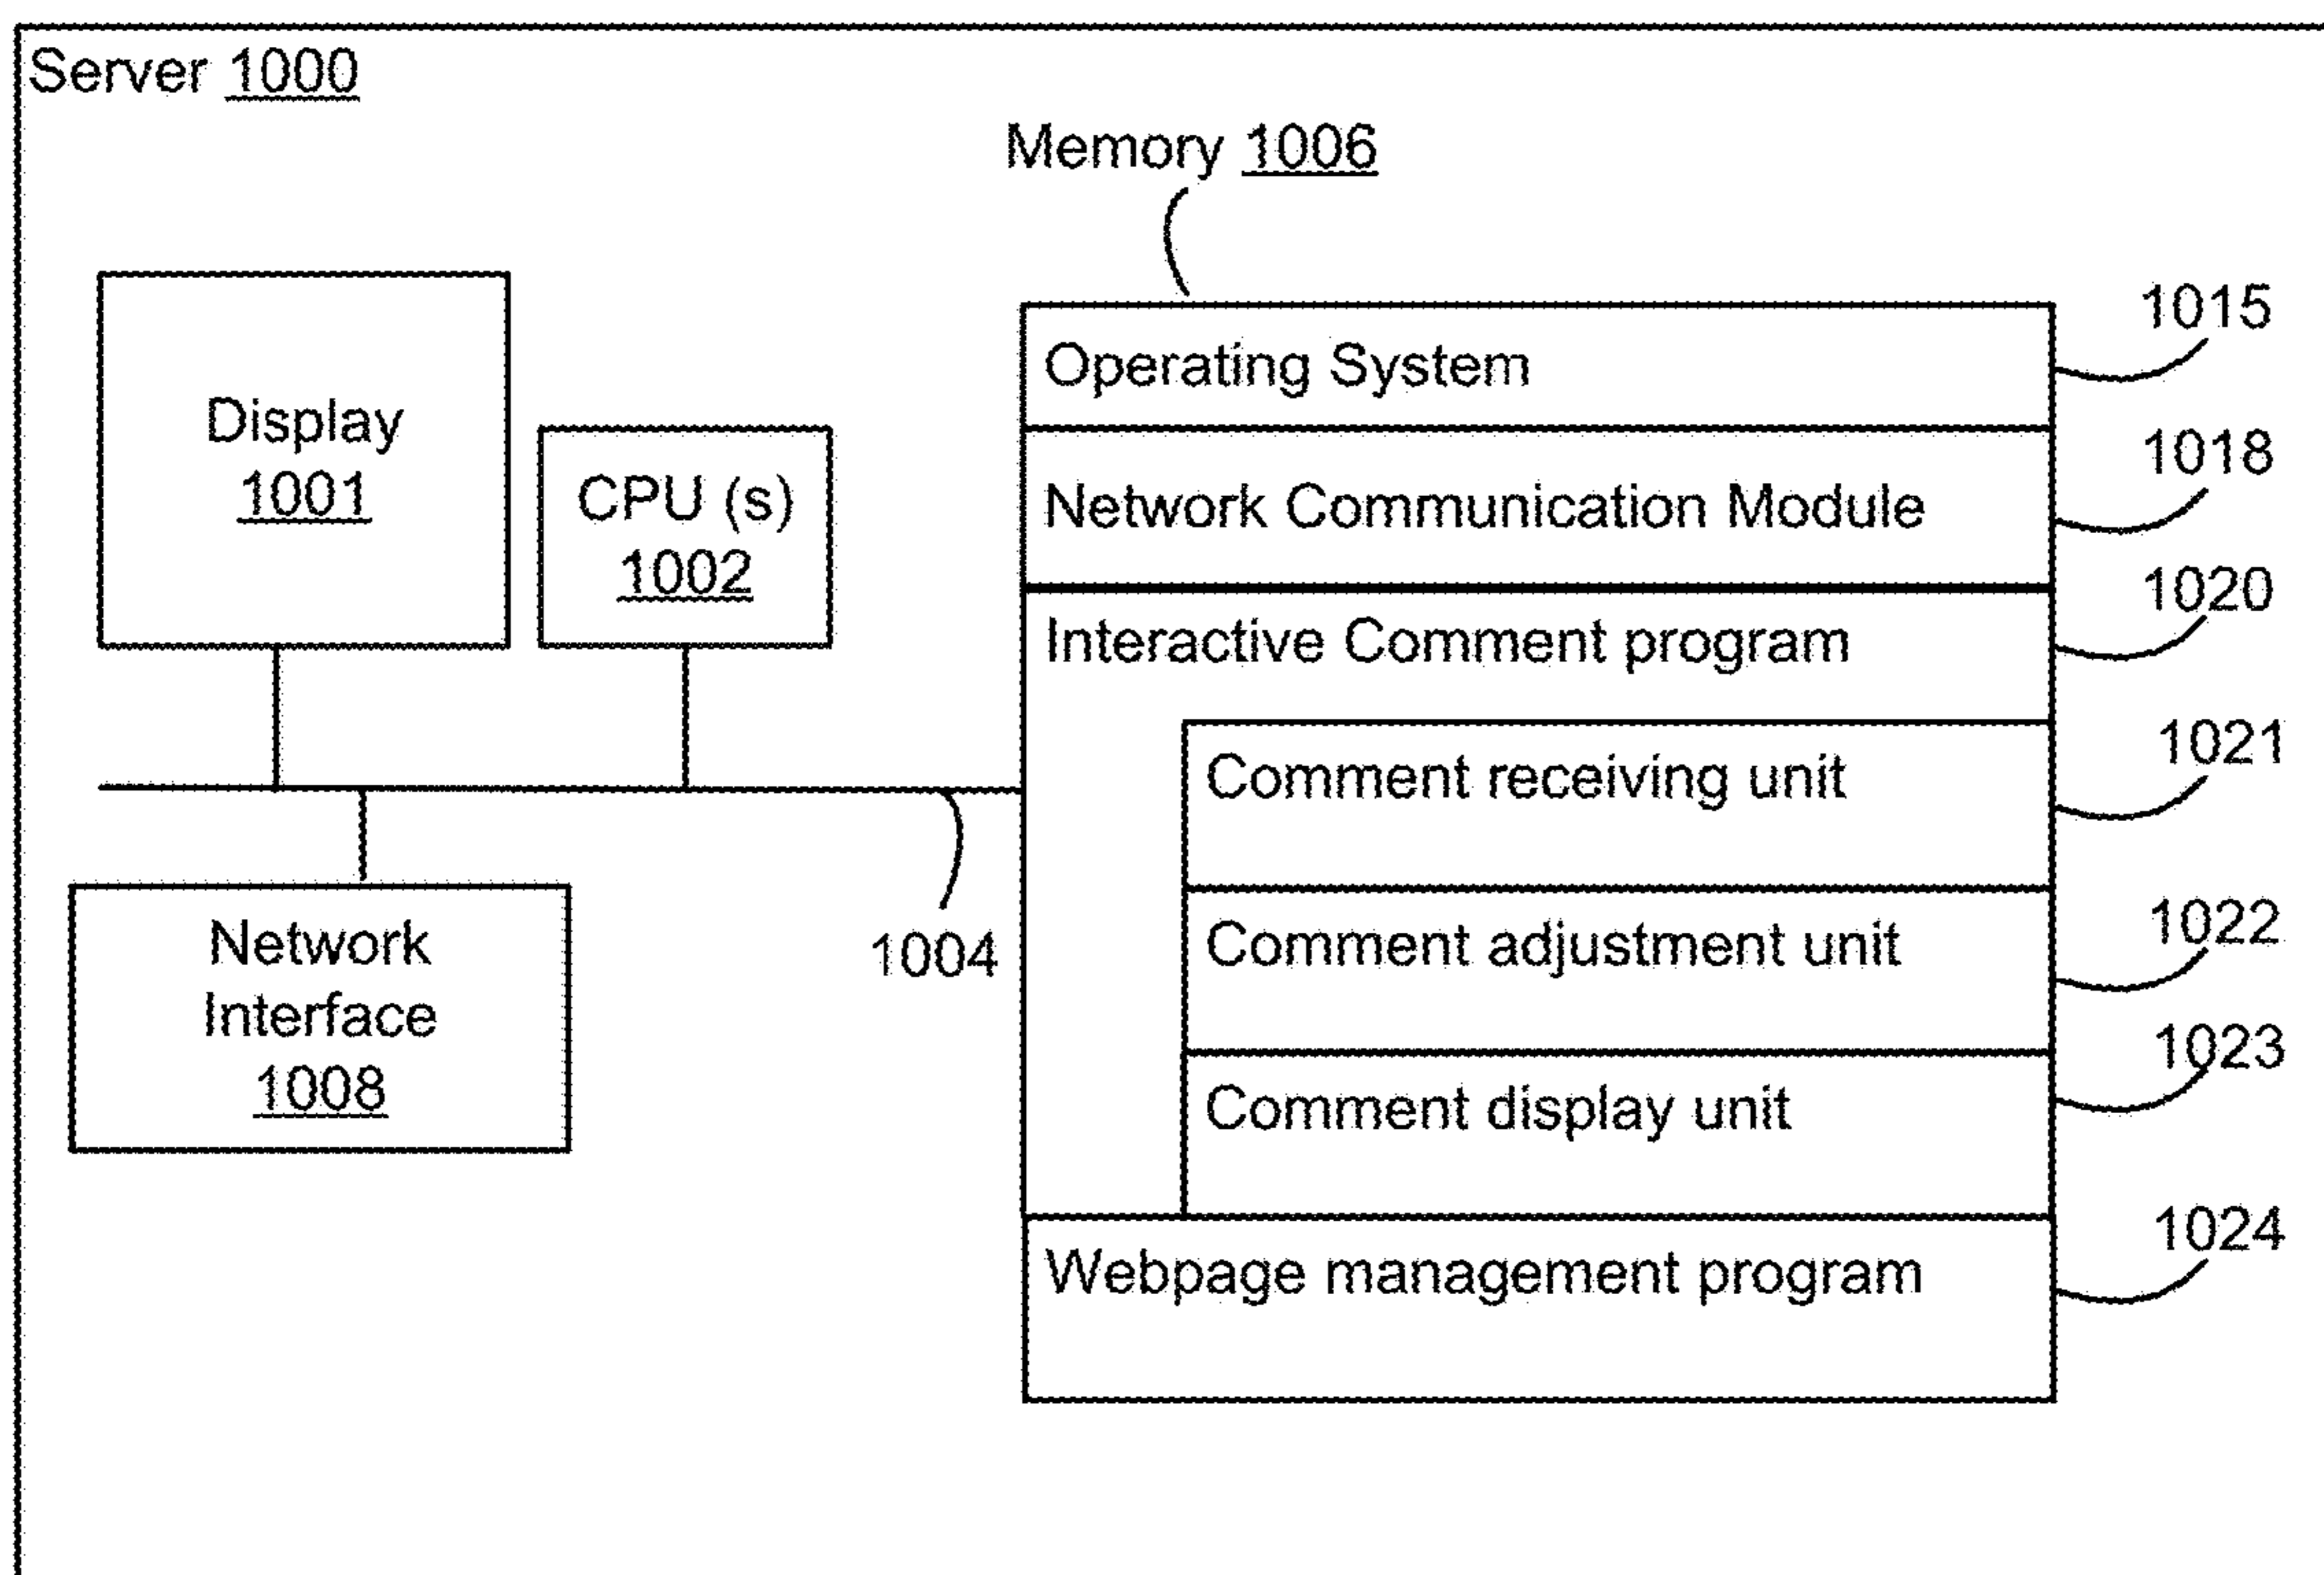 Server 1000
Memory 1006
Display
1001
CPU (s)
1002
Network
Interface
1008
1004
Operating System
1015
Network Communication Module
1018
Interactive Comment program
1020
Comment receiving unit
1021
Comment adjustment unit
1022
Comment display unit
1023
Webpage management program
1024